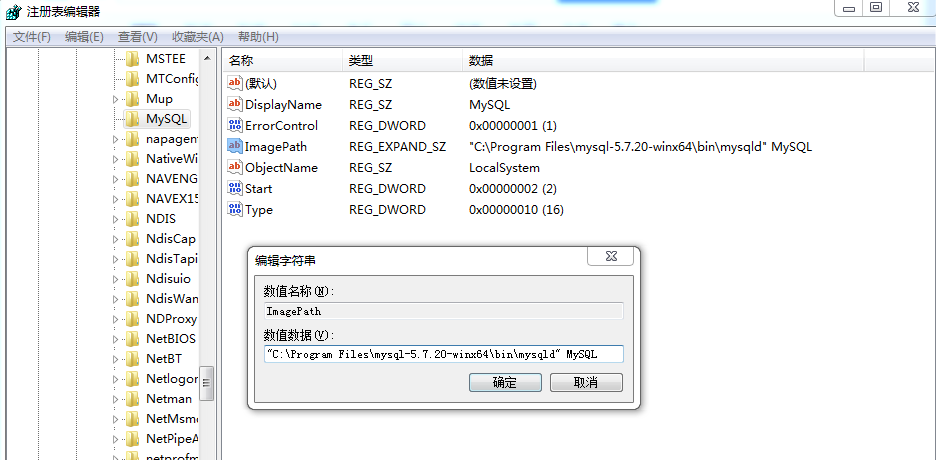 注册表编辑器
文件(F) 编辑(E) 查看(V) 收藏夹(A) 帮助(H)
MSTEE
MTConfig
Mup
MySQL
napagen
NativeWi
NAVENG
NAVEX15
NDIS
NdisCap
NdisTapi
Ndisuio
NdisWan
NDProxy
NetBIOS
NetBT
Netlogon
Netman
NetMsm
NetPipeA
netprofm
名称 类型 数据
(默认) REG_SZ (数值未设置)
DisplayName REG_SZ MySQL
ErrorControl REG_DWORD 0x00000001 (1)
ImagePath REG_EXPAND_SZ "C:\Program Files\mysql-5.7.20-winx64\bin\mysqld" MySQL
ObjectName REG_SZ LocalSystem
Start REG_DWORD 0x00000002 (2)
Type REG_DWORD 0x00000010 (16)
编辑字符串
数值名称(N):
ImagePath
数值数据(V):
"C:\Program Files\mysql-5.7.20-winx64\bin\mysqld" MySQL
确定 取消